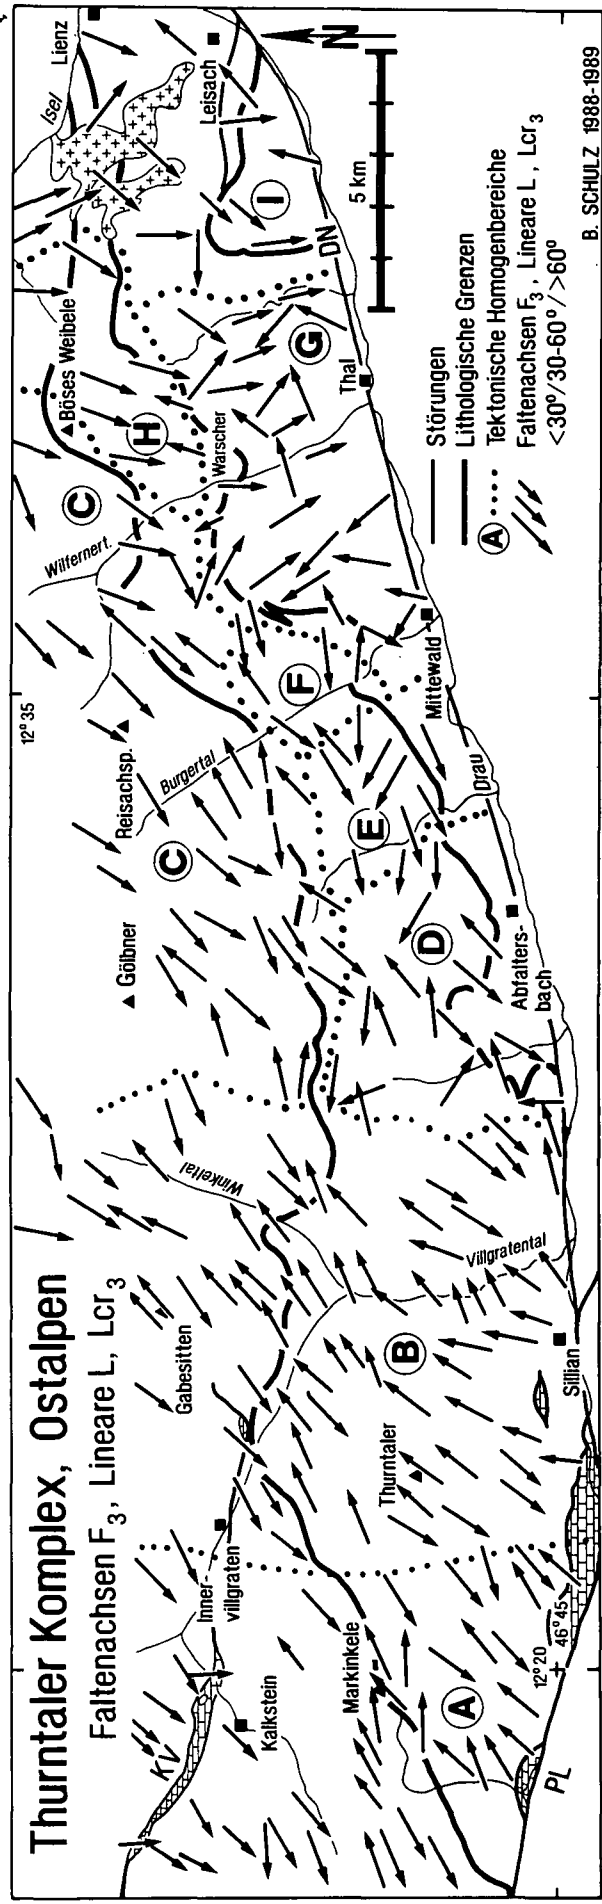 Thurntaler Komplex, Ostalpen
Faltenachsen F3, Lineare L, Lcr3
KV
Kalkstein
Inner-
villgraten
Gabesitten
Winkeltal
Markinkele
A
PL
12° 20
46° 45
Thurntaler
B
Sillian
Villgratental
Gölbner
Reisachsp.
C
Burgertal
12° 35
D
Abfalters-
bach
E
Drau
F
Mittewald
Wilfernert.
C
Böses Weibele
H
Warscher
G
Thal
DN
I
Isel
Lienz
Leisach
N
5 km
Störungen
Lithologische Grenzen
A Tektonische Homogenbereiche
Faltenachsen F3, Lineare L, Lcr3
<30°/30-60°/>60°
B. SCHULZ 1988-1989